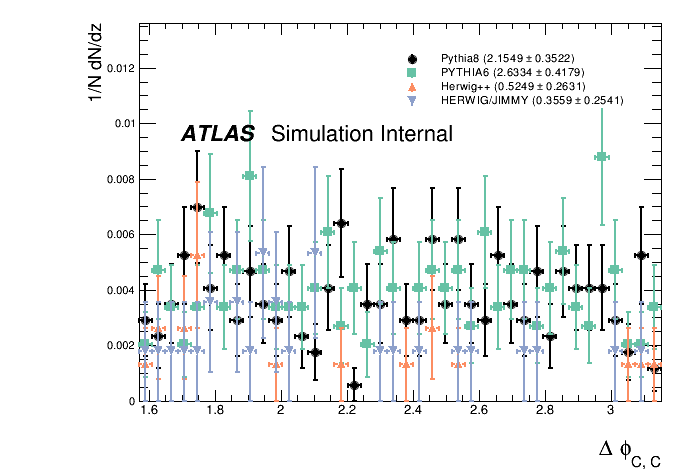 1/N dN/dz
0.012
0.01
0.008
0.006
0.004
0.002
0
Pythia8 (2.1549 ± 0.3522)
PYTHIA6 (2.6334 ± 0.4179)
Herwig++ (0.5249 ± 0.2631)
HERWIG/JIMMY (0.3559 ± 0.2541)
ATLAS Simulation Internal
1.6 1.8 2 2.2 2.4 2.6 2.8 3
Δ ϕC, C